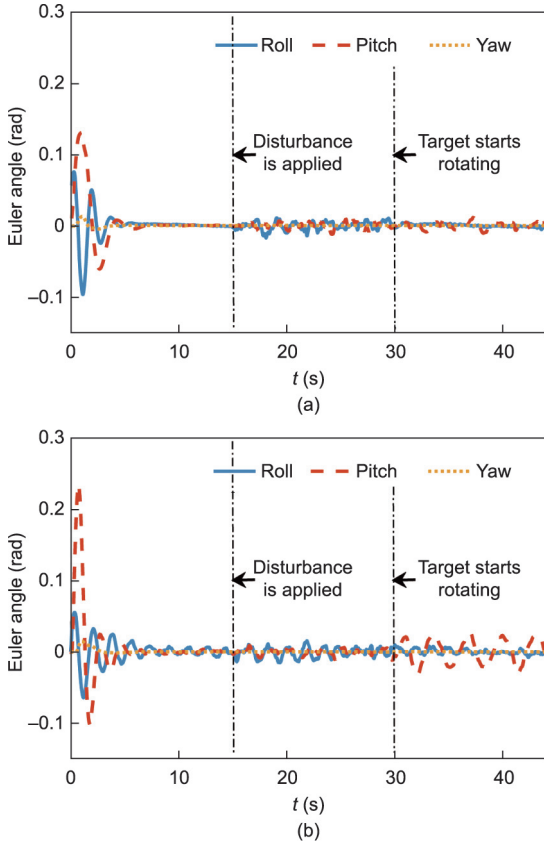 0.3
Roll Pitch Yaw
0.2
Euler angle (rad)
0.1
Disturbance
is applied
Target starts
rotating
0
–0.1
0 10 20 30 40
t (s)
(a)
0.3
Roll Pitch Yaw
0.2
Euler angle (rad)
0.1
Disturbance
is applied
Target starts
rotating
0
–0.1
0 10 20 30 40
t (s)
(b)